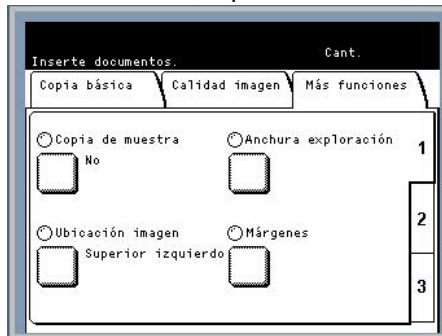 Cant.
Inserte documentos.
Copia básica Calidad imagen Más funciones
Copia de muestra Anchura exploración 1
No
2
Ubicación imagen Márgenes
Superior izquierdo
3